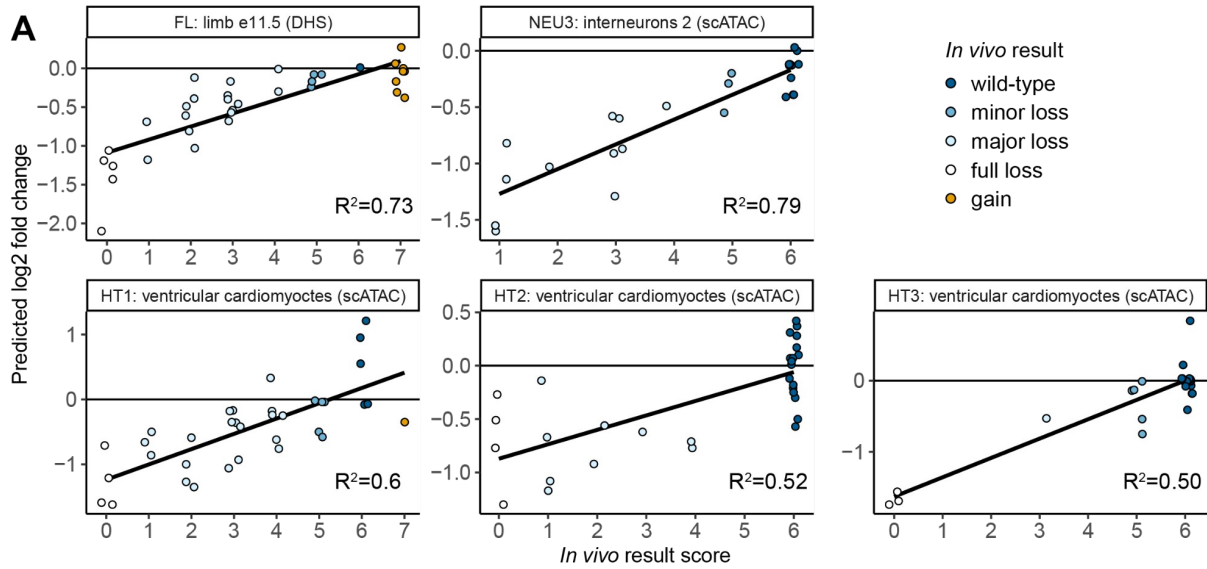 A
FL: limb e11.5 (DHS)
NEU3: interneurons 2 (scATAC)
In vivo result
wild-type
minor loss
major loss
full loss
gain
Predicted log2 fold change
0.0
−0.5
−1.0
−1.5
−2.0
R²=0.73
0 1 2 3 4 5 6 7
0.0
−0.5
−1.0
−1.5
R²=0.79
1 2 3 4 5 6
HT1: ventricular cardiomyoctes (scATAC)
HT2: ventricular cardiomyoctes (scATAC)
HT3: ventricular cardiomyoctes (scATAC)
1
0
−1
R²=0.6
0 1 2 3 4 5 6 7
0.5
0.0
−0.5
−1.0
R²=0.52
0 1 2 3 4 5 6
0
−1
R²=0.50
0 1 2 3 4 5 6
In vivo result score